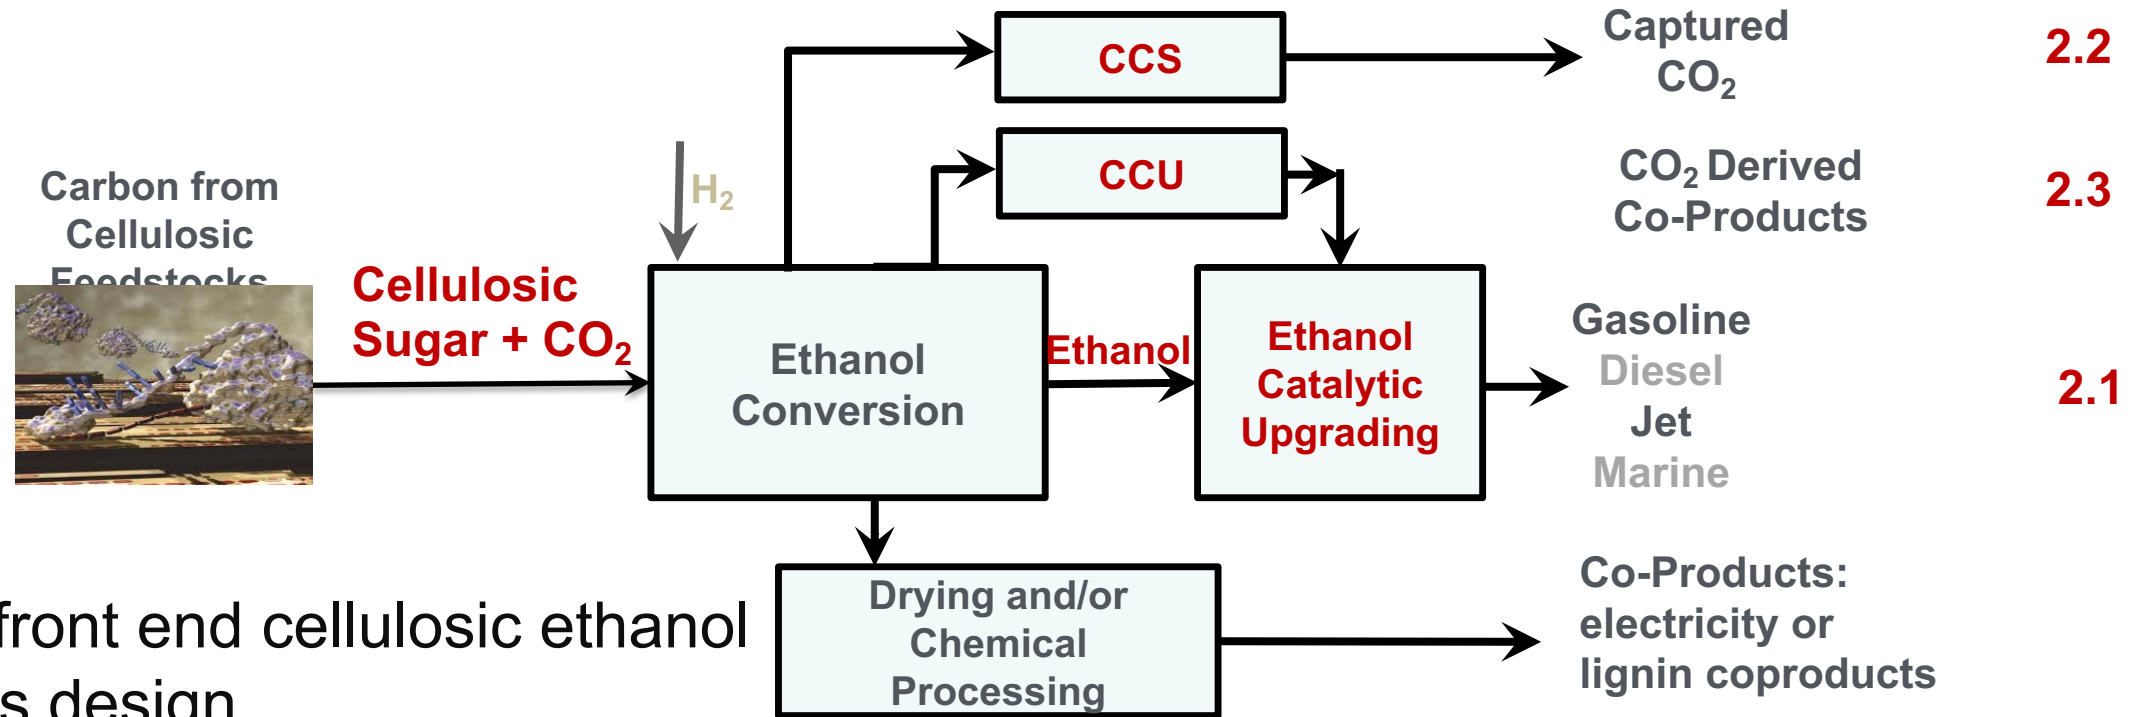 CCS
Captured
CO₂
2.2
CCU
CO₂ Derived
Co-Products
2.3
H₂
Carbon from
Cellulosic
Feedstocks
Cellulosic
Sugar + CO₂
Ethanol
Conversion
Ethanol
Ethanol
Catalytic
Upgrading
Gasoline
Diesel
Jet
Marine
2.1
Drying and/or
Chemical
Processing
Co-Products:
electricity or
lignin coproducts
front end cellulosic ethanol
s design